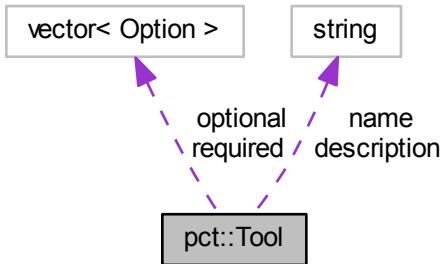 vector< Option >
string
optional
required
name
description
pct::Tool